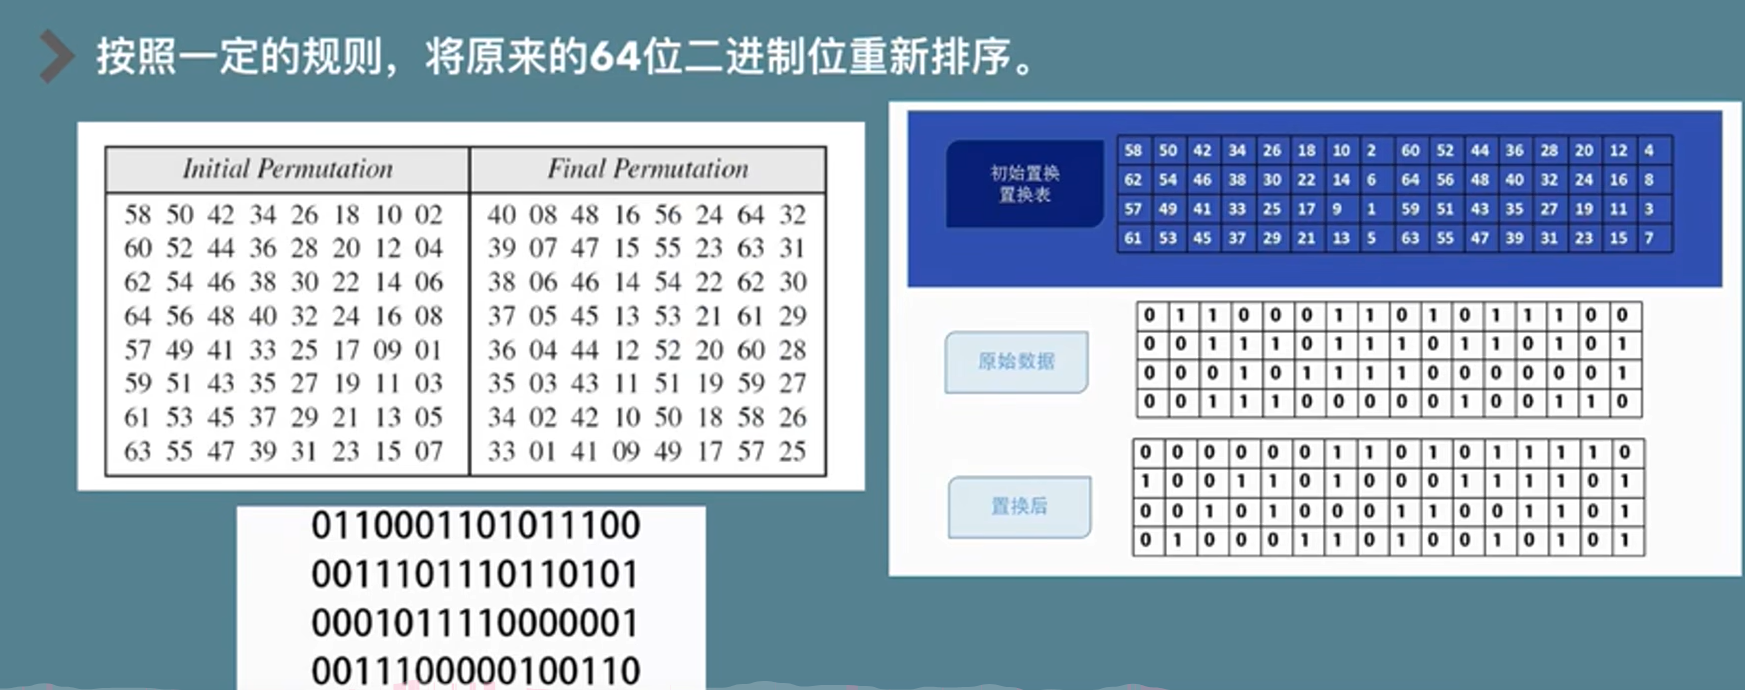 按照一定的规则，将原来的64位二进制位重新排序。
Initial Permutation Final Permutation
58 50 42 34 26 18 10 02 40 08 48 16 56 24 64 32
60 52 44 36 28 20 12 04 39 07 47 15 55 23 63 31
62 54 46 38 30 22 14 06 38 06 46 14 54 22 62 30
64 56 48 40 32 24 16 08 37 05 45 13 53 21 61 29
57 49 41 33 25 17 09 01 36 04 44 12 52 20 60 28
59 51 43 35 27 19 11 03 35 03 43 11 51 19 59 27
61 53 45 37 29 21 13 05 34 02 42 10 50 18 58 26
63 55 47 39 31 23 15 07 33 01 41 09 49 17 57 25
0110001101011100
0011101110110101
0001011110000001
0011100000100110
初始置换
置换表
58 50 42 34 26 18 10 2 60 52 44 36 28 20 12 4
62 54 46 38 30 22 14 6 64 56 48 40 32 24 16 8
57 49 41 33 25 17 9 1 59 51 43 35 27 19 11 3
61 53 45 37 29 21 13 5 63 55 47 39 31 23 15 7
原始数据
0 1 1 0 0 0 1 1 0 1 0 1 1 1 0 0
0 0 1 1 1 0 1 1 1 0 1 1 0 1 0 1
0 0 0 1 0 1 1 1 1 0 0 0 0 0 0 1
0 0 1 1 1 0 0 0 0 0 1 0 0 1 1 0
置换后
0 0 0 0 0 0 1 1 0 1 0 1 1 1 1 0
1 0 0 1 1 0 1 0 0 0 1 1 1 1 0 1
0 0 1 0 1 0 0 0 1 1 0 0 1 1 0 1
0 1 0 0 0 1 1 0 1 0 0 1 0 1 0 1